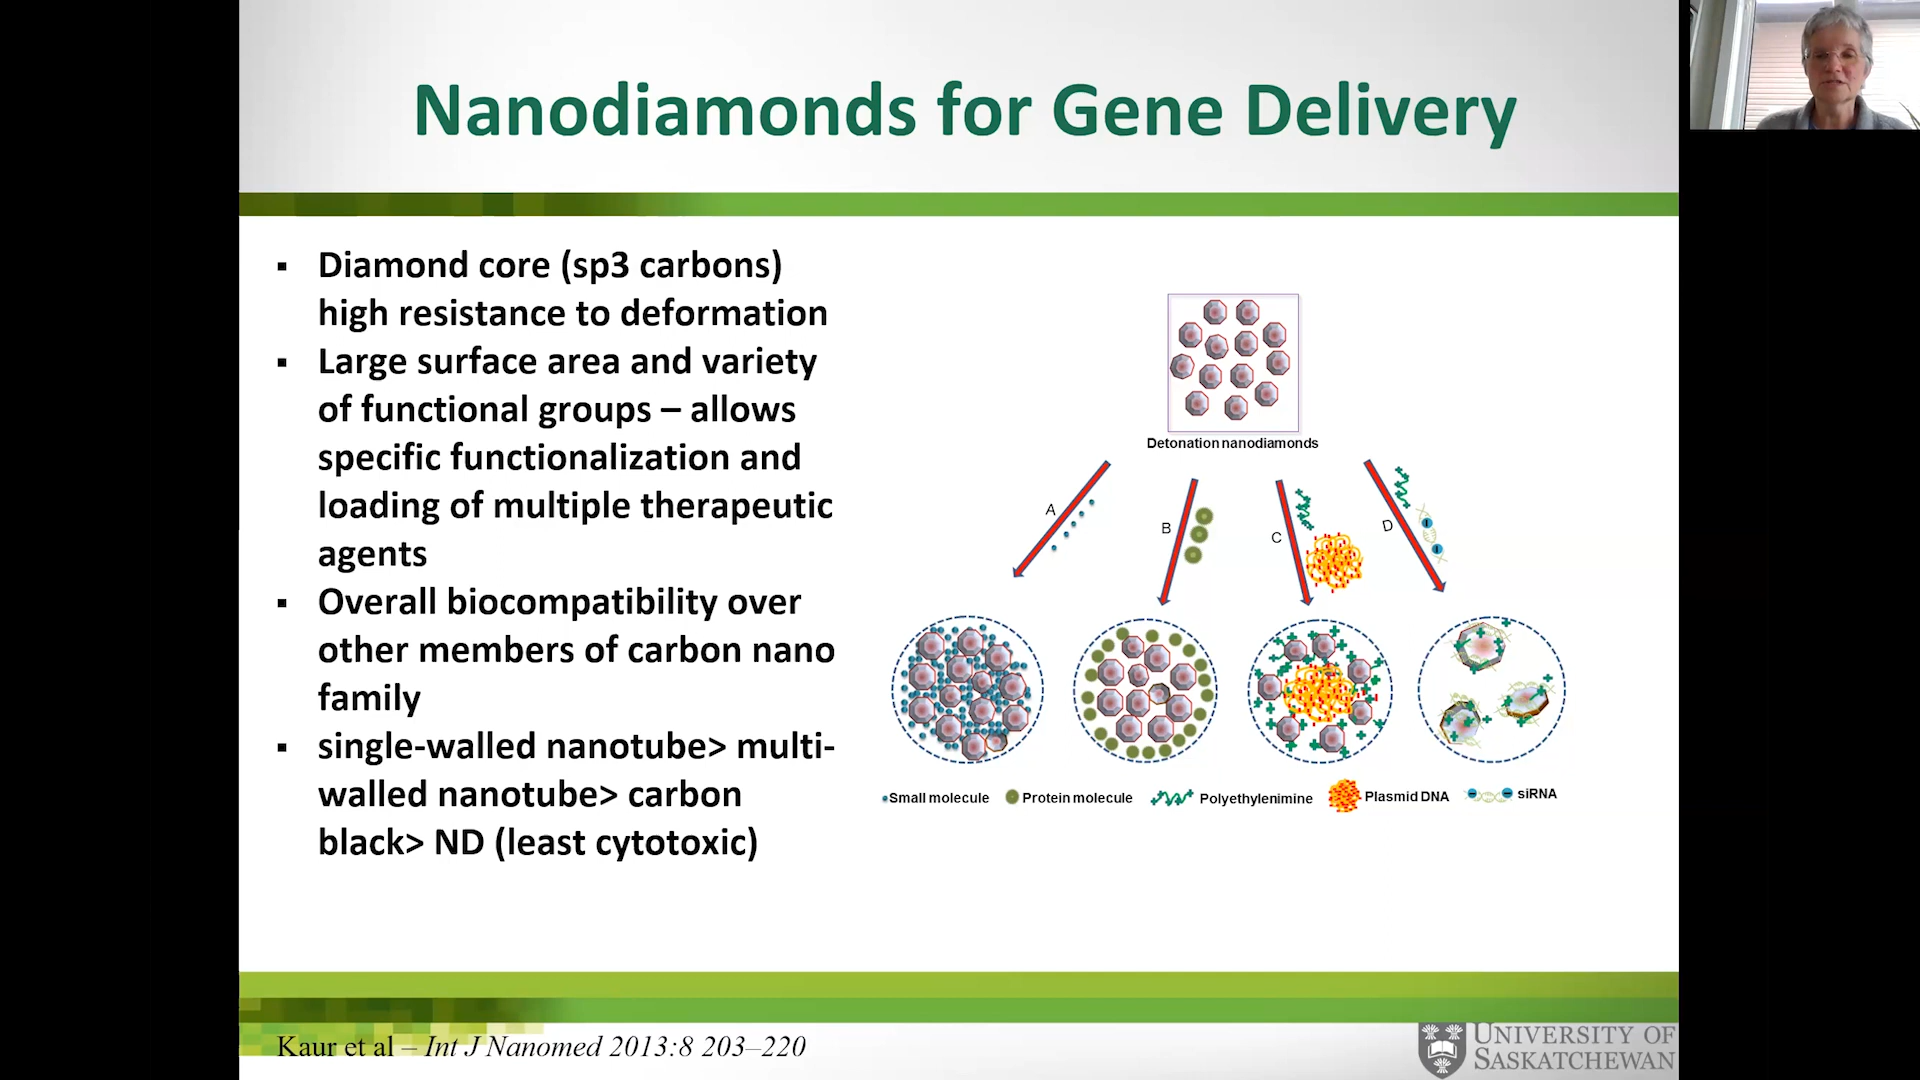 Nanodiamonds for Gene Delivery
▪ Diamond core (sp3 carbons)
high resistance to deformation
▪ Large surface area and variety
of functional groups – allows
specific functionalization and
loading of multiple therapeutic
agents
▪ Overall biocompatibility over
other members of carbon nano
family
▪ single-walled nanotube> multi-
walled nanotube> carbon
black> ND (least cytotoxic)
Detonation nanodiamonds
A
B
C
D
Small molecule
Protein molecule
Polyethylenimine
Plasmid DNA
siRNA
Kaur et al – Int J Nanomed 2013:8 203–220
UNIVERSITY OF
SASKATCHEWAN